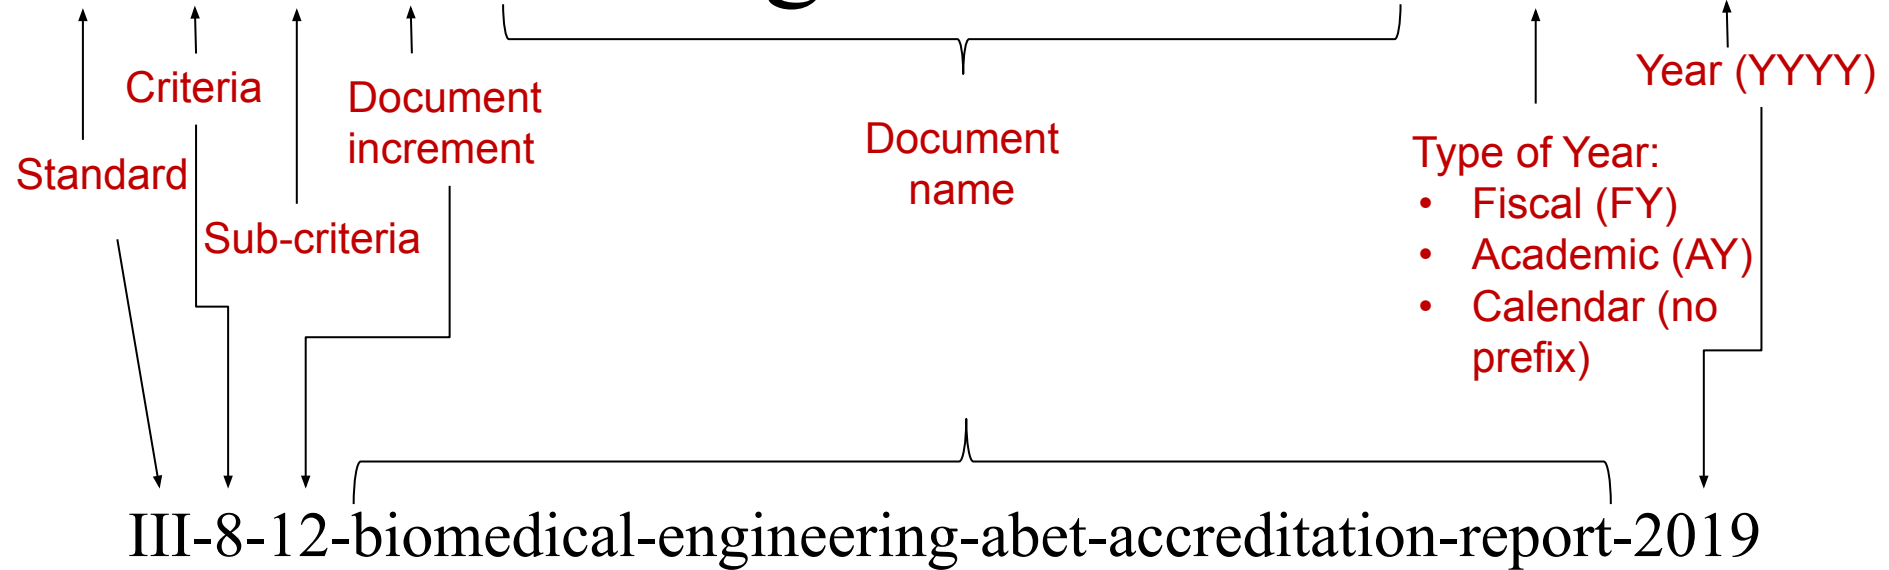 Criteria
Standard
Sub-criteria
Document
increment
Document
name
Type of Year:
• Fiscal (FY)
• Academic (AY)
• Calendar (no
prefix)
Year (YYYY)
III-8-12-biomedical-engineering-abet-accreditation-report-2019